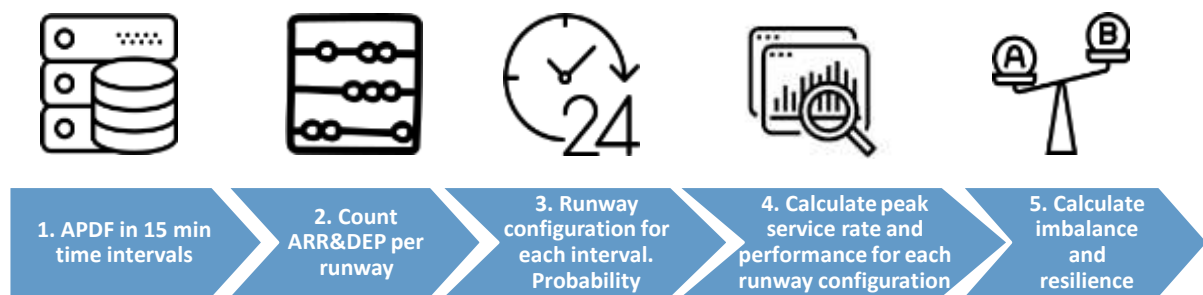 24
A
B
1. APDF in 15 min
time intervals
2. Count
ARR&DEP per
runway
3. Runway
configuration for
each interval.
Probability
4. Calculate peak
service rate and
performance for each
runway configuration
5. Calculate
imbalance
and
resilience